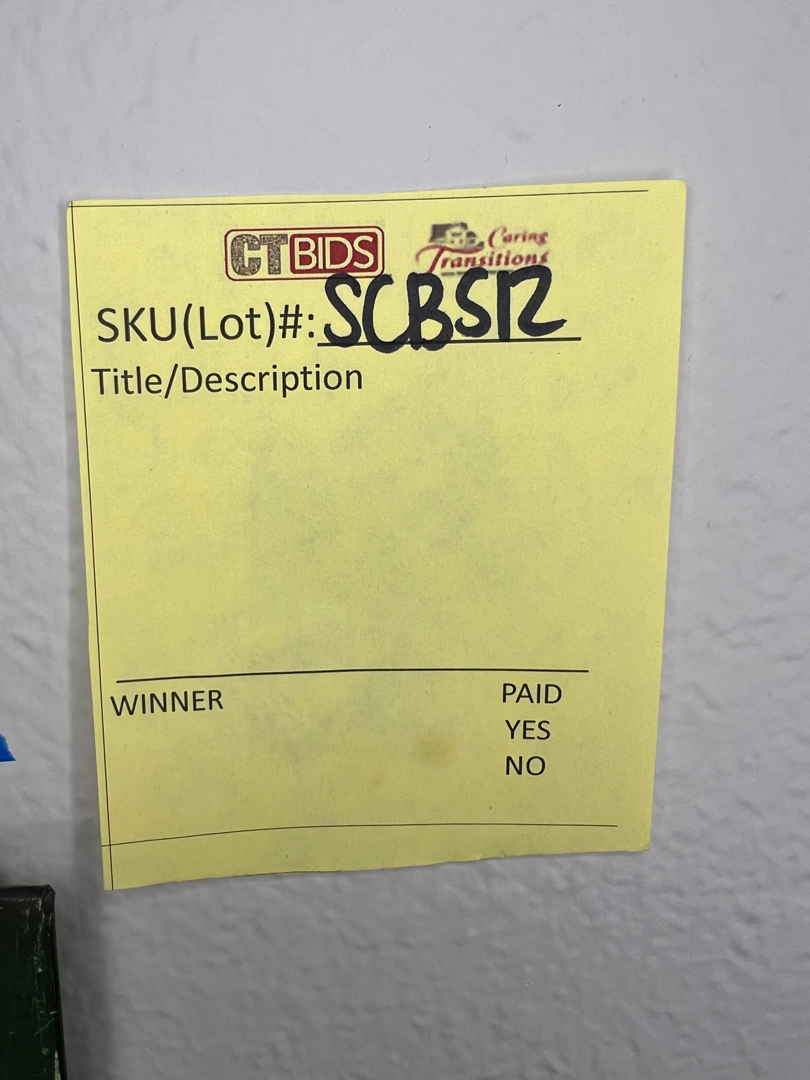 CTBIDS
Caring
Transitions
SKU(Lot)#: SCBS12
Title/Description
WINNER PAID
YES
NO